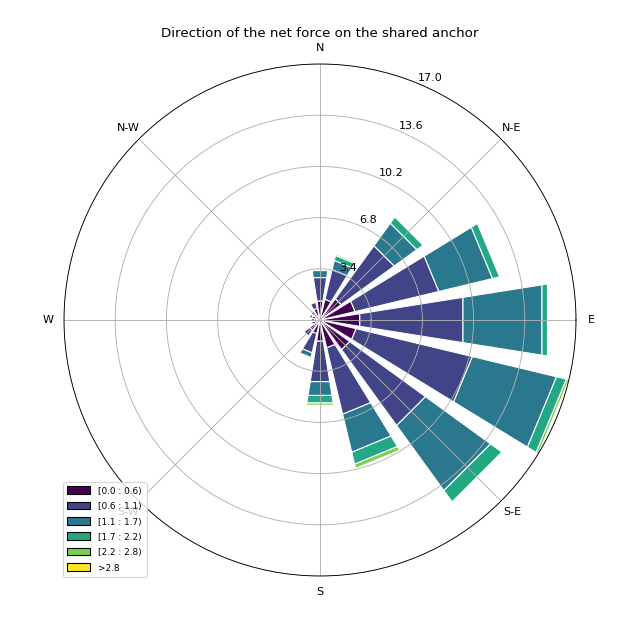 Direction of the net force on the shared anchor
N
17.0
N-W
13.6
N-E
10.2
6.8
3.4
W
E
[0.0 : 0.6)
[0.6 : 1.1)
S-W
S-E
[1.1 : 1.7)
[1.7 : 2.2)
[2.2 : 2.8)
>2.8
S